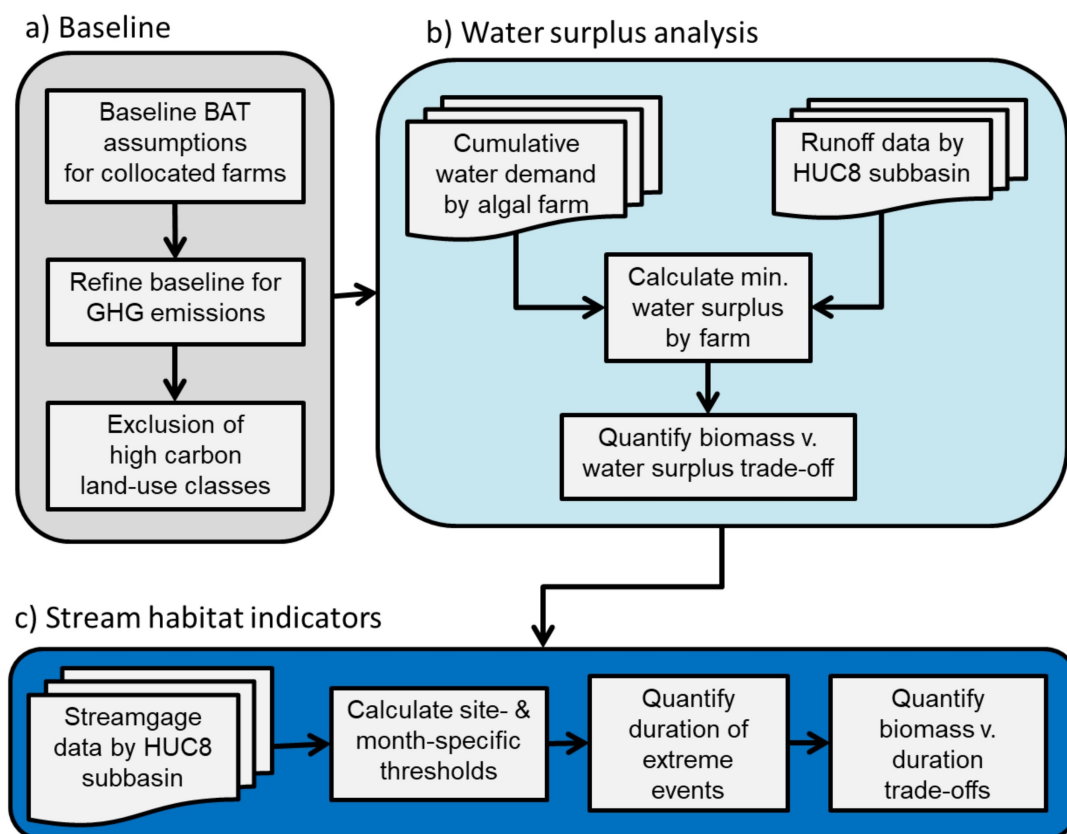 a) Baseline
Baseline BAT
assumptions
for collocated farms
Refine baseline for
GHG emissions
Exclusion of
high carbon
land-use classes
b) Water surplus analysis
Cumulative
water demand
by algal farm
Runoff data by
HUC8 subbasin
Calculate min.
water surplus
by farm
Quantify biomass v.
water surplus trade-off
c) Stream habitat indicators
Streamgage
data by HUC8
subbasin
Calculate site- &
month-specific
thresholds
Quantify
duration of
extreme
events
Quantify
biomass v.
duration
trade-offs